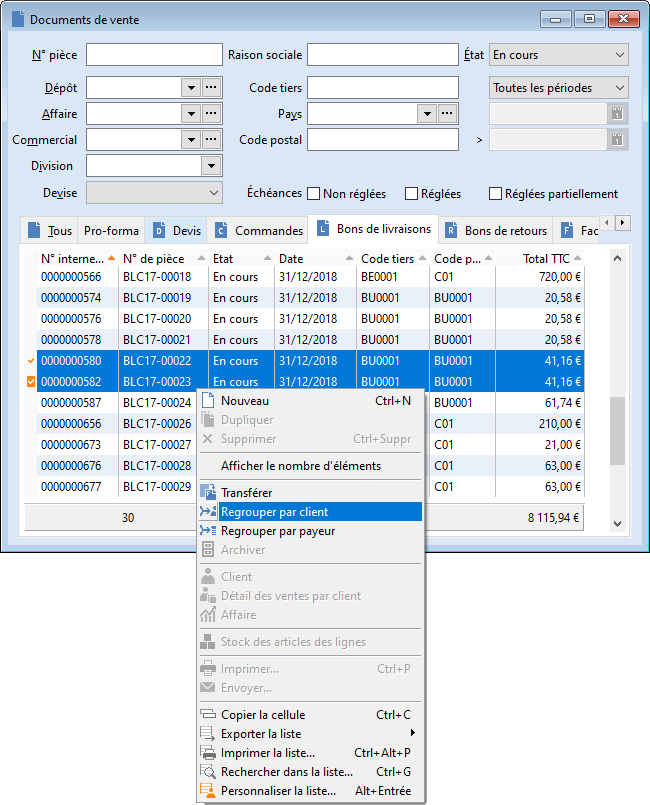 Documents de vente
N° pièce Raison sociale État En cours
Dépôt Code tiers Toutes les périodes
Affaire Pays
Commercial Code postal >
Division
Devise Échéances Non réglées Réglées Réglées partiellement
Tous Pro-forma D Devis C Commandes L Bons de livraisons R Bons de retours F Fac
N° interne... N° de pièce Etat Date Code tiers Code p... Total TTC
0000000566 BLC17-00018 En cours 31/12/2018 BE0001 C01 720,00 €
0000000574 BLC17-00019 En cours 31/12/2018 BU0001 BU0001 20,58 €
0000000576 BLC17-00020 En cours 31/12/2018 BU0001 BU0001 20,58 €
0000000578 BLC17-00021 En cours 31/12/2018 BU0001 BU0001 20,58 €
0000000580 BLC17-00022 En cours 31/12/2018 BU0001 BU0001 41,16 €
0000000582 BLC17-00023 En cours 31/12/2018 BU0001 BU0001 41,16 €
0000000587 BLC17-00024 BU0001 61,74 €
0000000656 BLC17-00026 C01 210,00 €
0000000673 BLC17-00027 C01 21,00 €
0000000676 BLC17-00028 C01 63,00 €
0000000677 BLC17-00029 C01 63,00 €
30 8 115,94 €
Nouveau Ctrl+N
Dupliquer
Supprimer Ctrl+Suppr
Afficher le nombre d'éléments
Transférer
Regrouper par client
Regrouper par payeur
Archiver
Client
Détail des ventes par client
Affaire
Stock des articles des lignes
Imprimer... Ctrl+P
Envoyer...
Copier la cellule Ctrl+C
Exporter la liste
Imprimer la liste... Ctrl+Alt+P
Rechercher dans la liste... Ctrl+G
Personnaliser la liste... Alt+Entrée